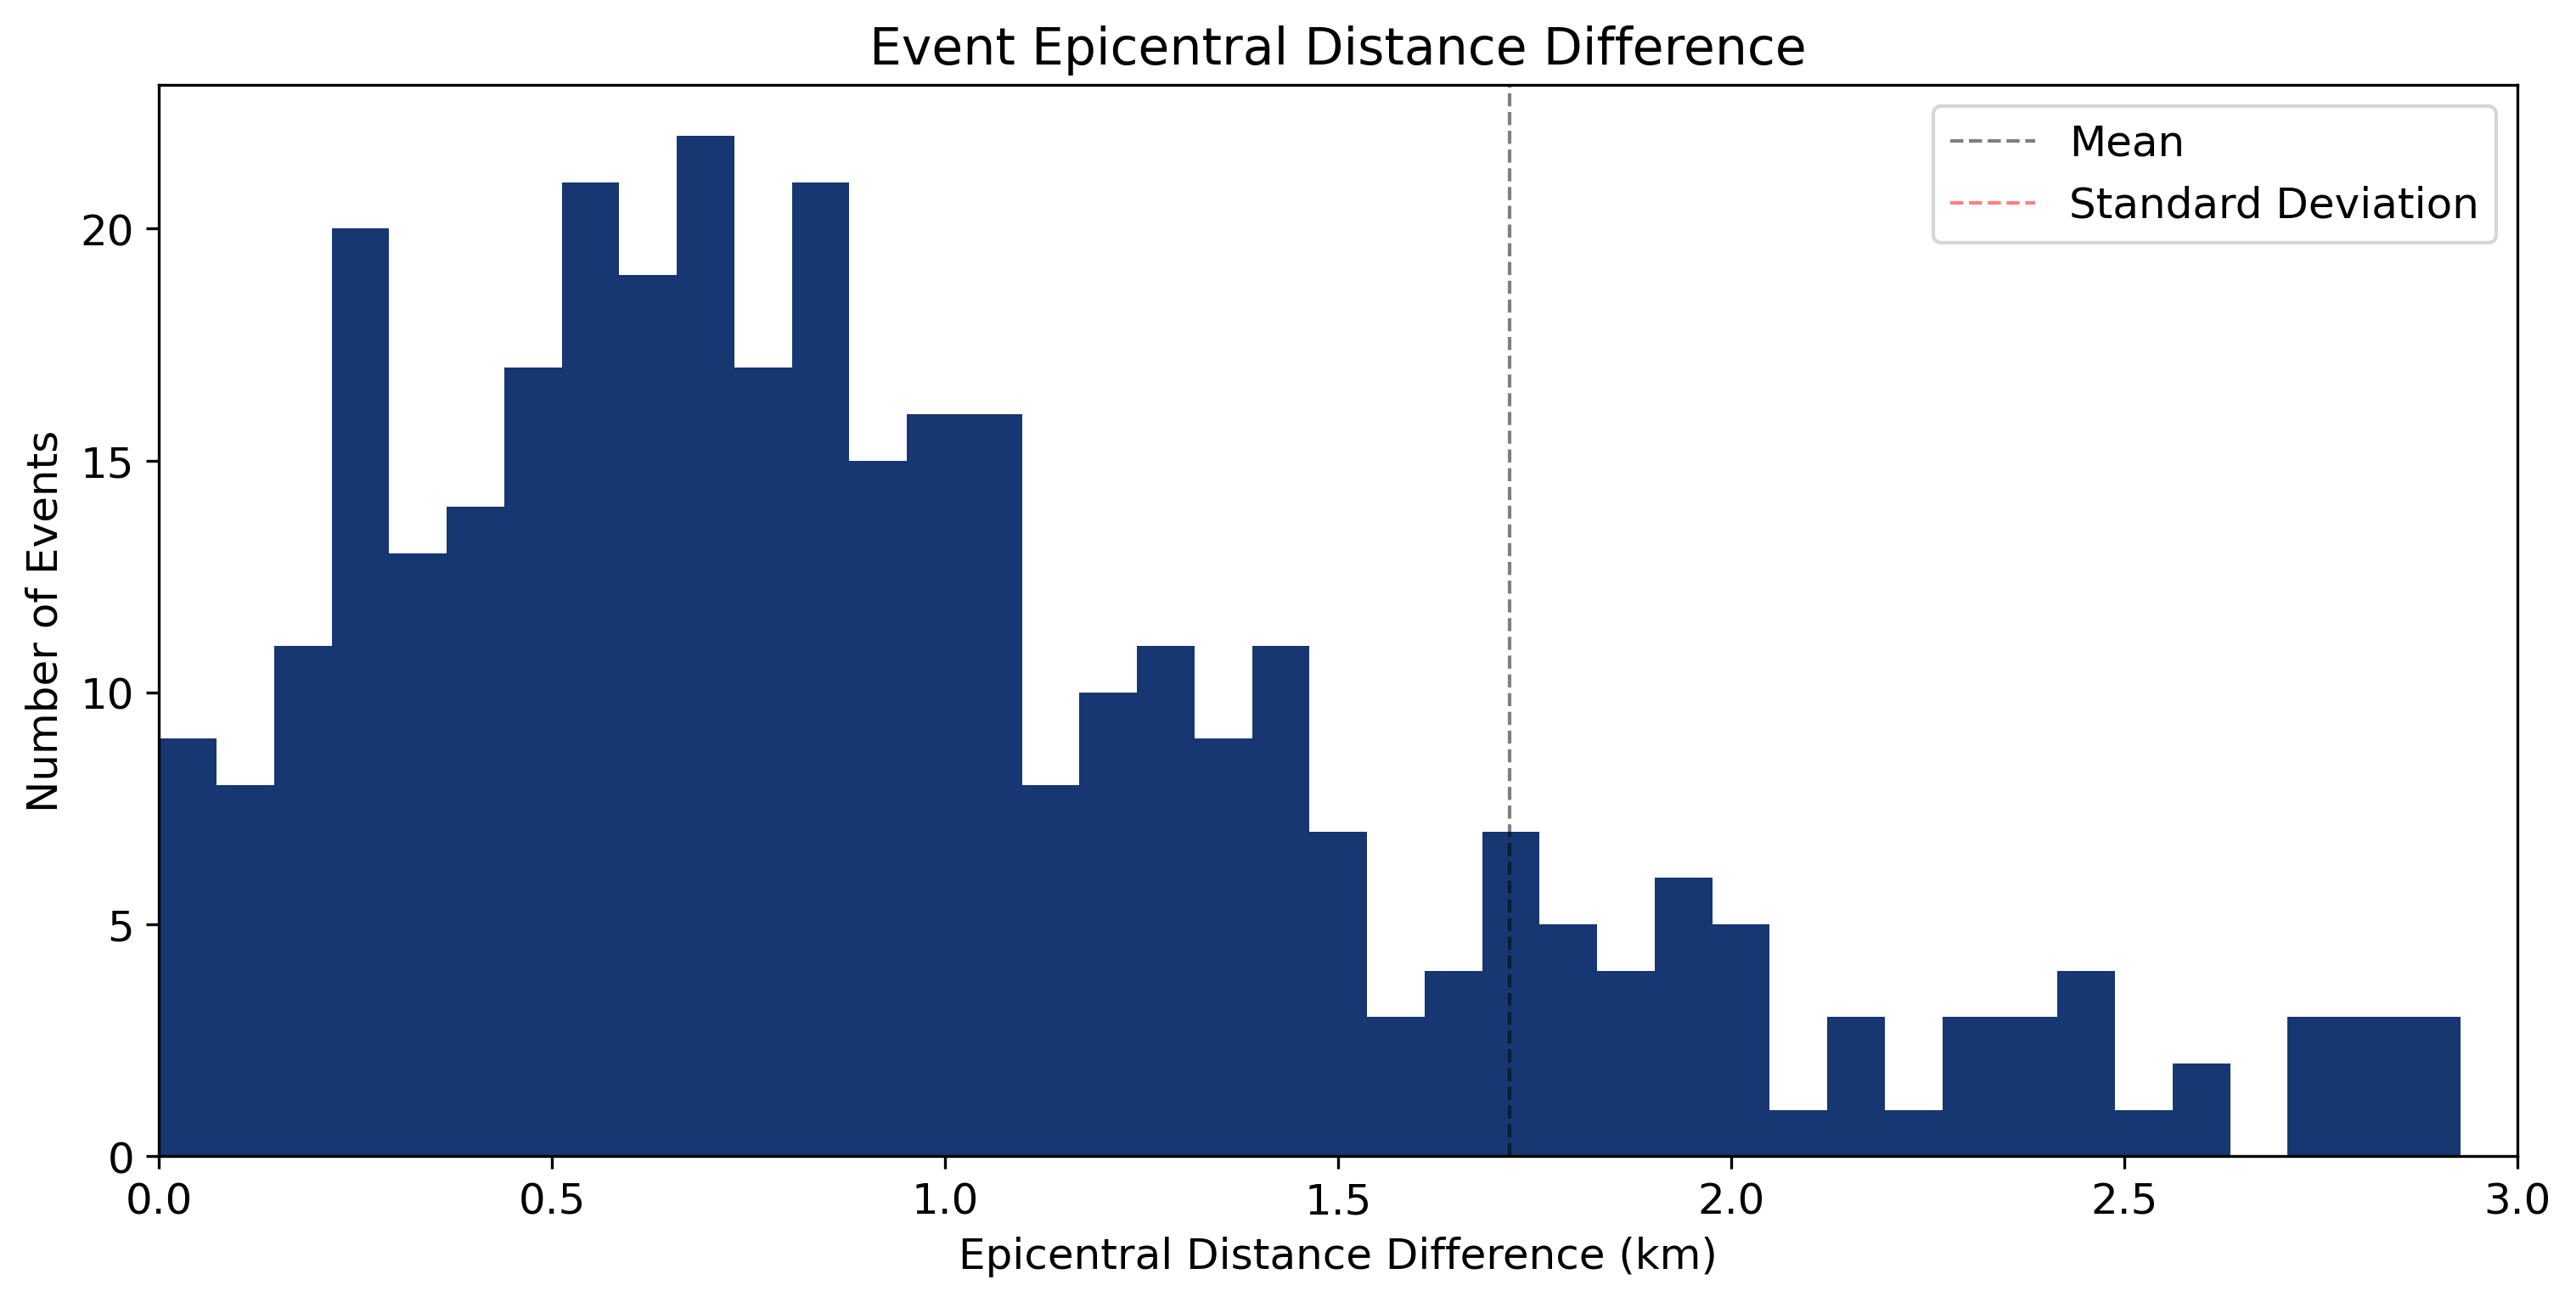 Event Epicentral Distance Difference
Mean
Standard Deviation
Number of Events
20
15
10
5
0
0.0 0.5 1.0 1.5 2.0 2.5 3.0
Epicentral Distance Difference (km)